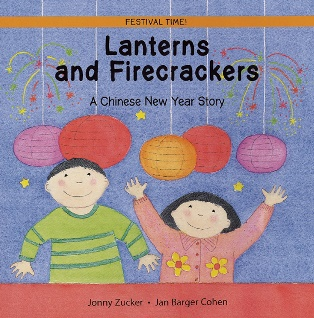 FESTIVAL TIME!
Lanterns
and Firecrackers
A Chinese New Year Story
Jonny Zucker • Jan Barger Cohen